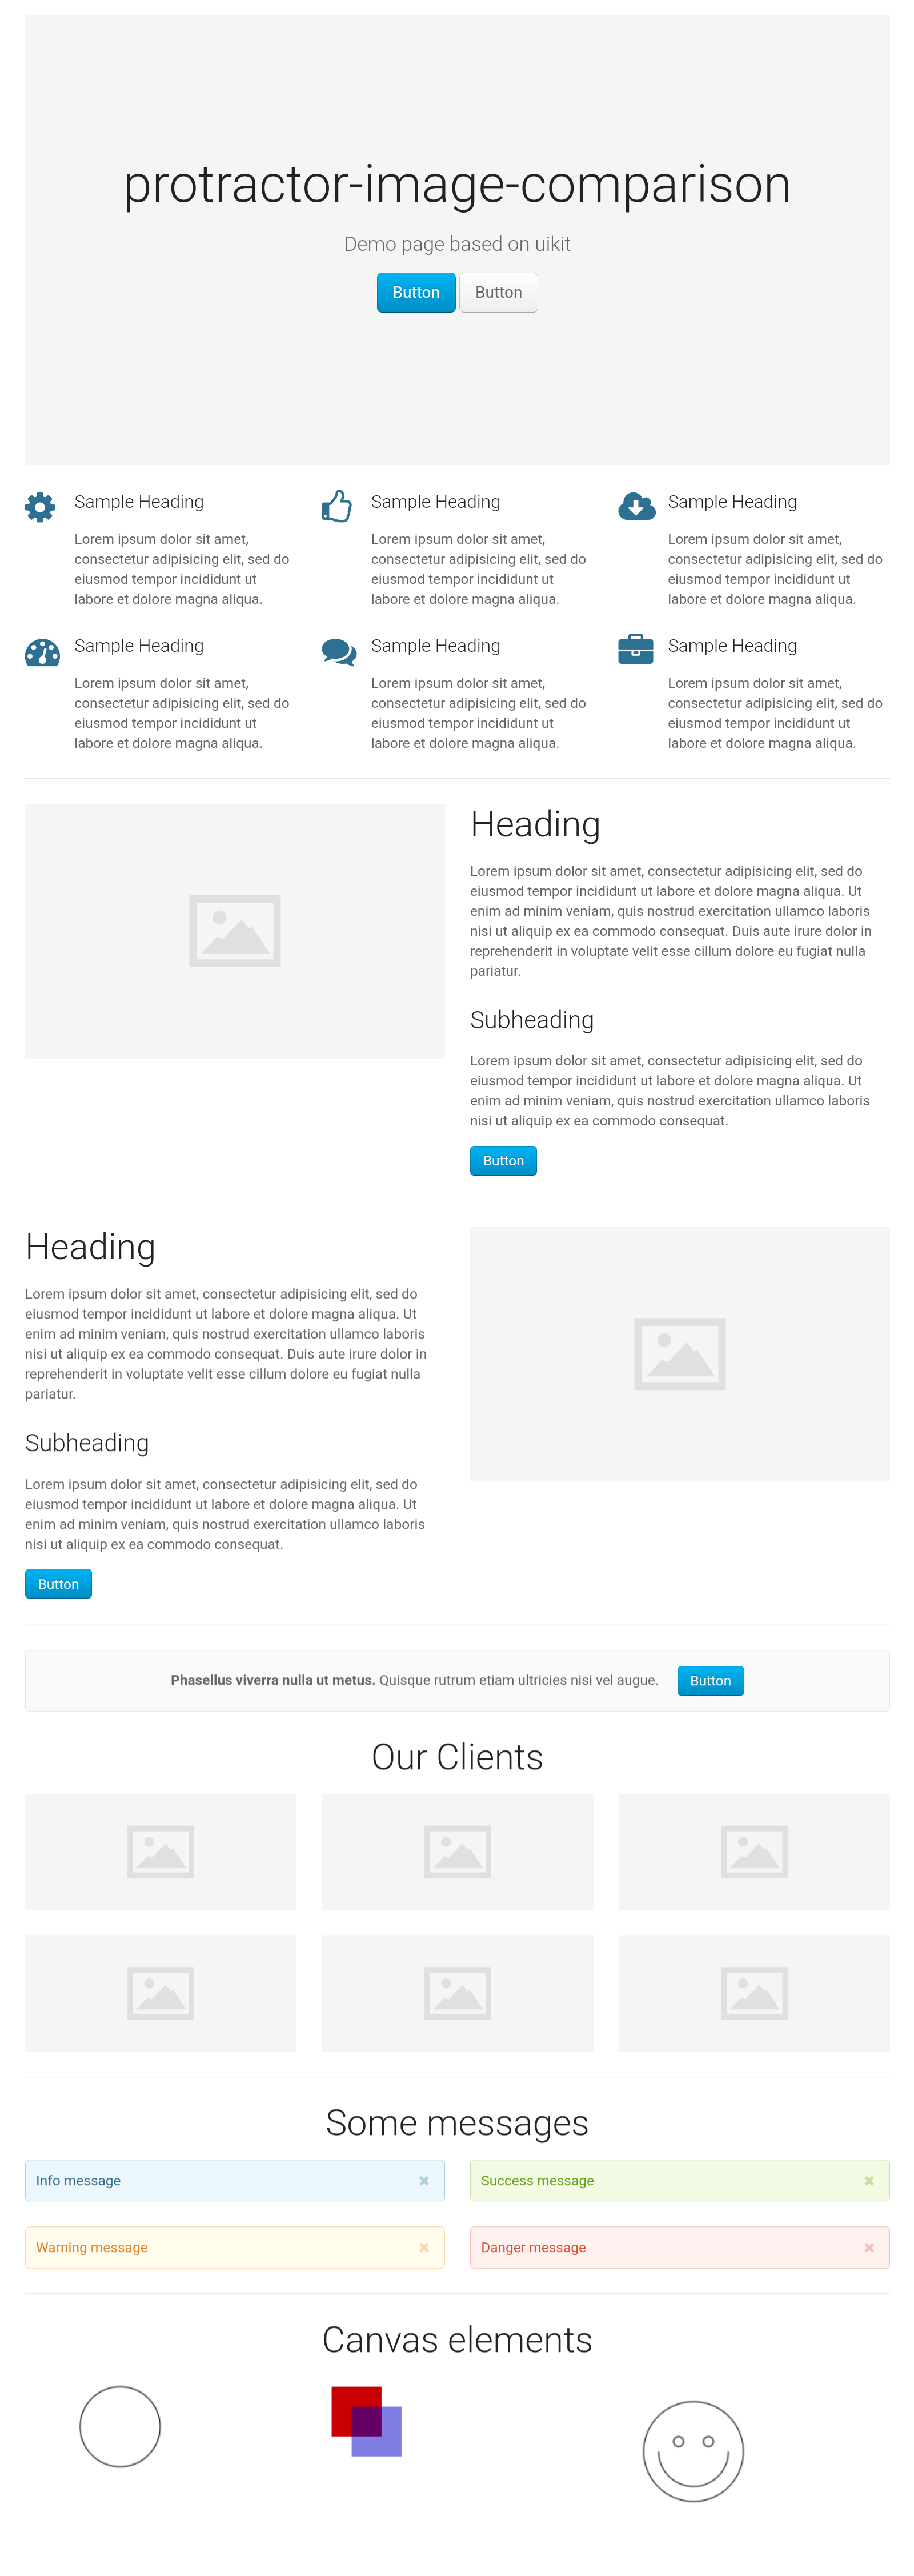 protractor-image-comparison
Demo page based on uikit
Button Button
Sample Heading
Lorem ipsum dolor sit amet,
consectetur adipisicing elit, sed do
eiusmod tempor incididunt ut
labore et dolore magna aliqua.
Sample Heading
Lorem ipsum dolor sit amet,
consectetur adipisicing elit, sed do
eiusmod tempor incididunt ut
labore et dolore magna aliqua.
Sample Heading
Lorem ipsum dolor sit amet,
consectetur adipisicing elit, sed do
eiusmod tempor incididunt ut
labore et dolore magna aliqua.
Sample Heading
Lorem ipsum dolor sit amet,
consectetur adipisicing elit, sed do
eiusmod tempor incididunt ut
labore et dolore magna aliqua.
Sample Heading
Lorem ipsum dolor sit amet,
consectetur adipisicing elit, sed do
eiusmod tempor incididunt ut
labore et dolore magna aliqua.
Sample Heading
Lorem ipsum dolor sit amet,
consectetur adipisicing elit, sed do
eiusmod tempor incididunt ut
labore et dolore magna aliqua.
Heading
Lorem ipsum dolor sit amet, consectetur adipisicing elit, sed do
eiusmod tempor incididunt ut labore et dolore magna aliqua. Ut
enim ad minim veniam, quis nostrud exercitation ullamco laboris
nisi ut aliquip ex ea commodo consequat. Duis aute irure dolor in
reprehenderit in voluptate velit esse cillum dolore eu fugiat nulla
pariatur.
Subheading
Lorem ipsum dolor sit amet, consectetur adipisicing elit, sed do
eiusmod tempor incididunt ut labore et dolore magna aliqua. Ut
enim ad minim veniam, quis nostrud exercitation ullamco laboris
nisi ut aliquip ex ea commodo consequat.
Button
Heading
Lorem ipsum dolor sit amet, consectetur adipisicing elit, sed do
eiusmod tempor incididunt ut labore et dolore magna aliqua. Ut
enim ad minim veniam, quis nostrud exercitation ullamco laboris
nisi ut aliquip ex ea commodo consequat. Duis aute irure dolor in
reprehenderit in voluptate velit esse cillum dolore eu fugiat nulla
pariatur.
Subheading
Lorem ipsum dolor sit amet, consectetur adipisicing elit, sed do
eiusmod tempor incididunt ut labore et dolore magna aliqua. Ut
enim ad minim veniam, quis nostrud exercitation ullamco laboris
nisi ut aliquip ex ea commodo consequat.
Button
Phasellus viverra nulla ut metus. Quisque rutrum etiam ultricies nisi vel augue. Button
Our Clients
Some messages
Info message
Success message
Warning message
Danger message
Canvas elements